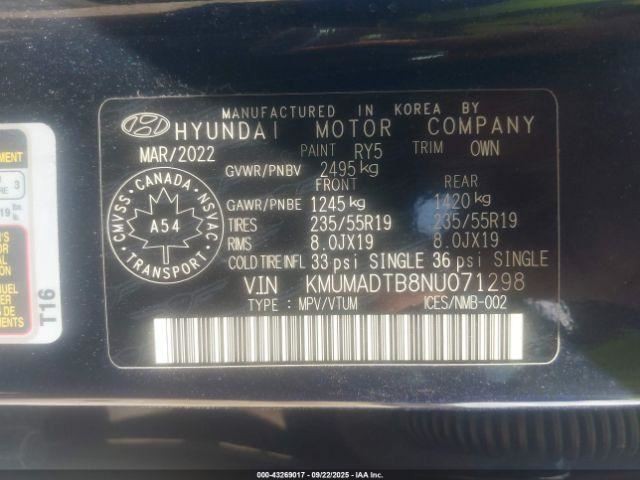 MANUFACTURED IN KOREA BY
HYUNDAI MOTOR COMPANY
MAR/2022 PAINT RY5 TRIM OWN
GVWR/PNBV 2495 kg
FRONT REAR
GAWR/PNBE 1245 kg 1420 kg
TIRES 235/55R19 235/55R19
RIMS 8.0JX19 8.0JX19
COLD TIRE INFL 33 psi SINGLE 36 psi SINGLE
VIN KMUMADTB8NU071298
TYPE : MPV/VTUM ICES/NMB-002
CANADA
CMVSS NSVAC
A54
TRANSPORT
T16
000-43269017 - 09/22/2025 - IAAI, Inc.